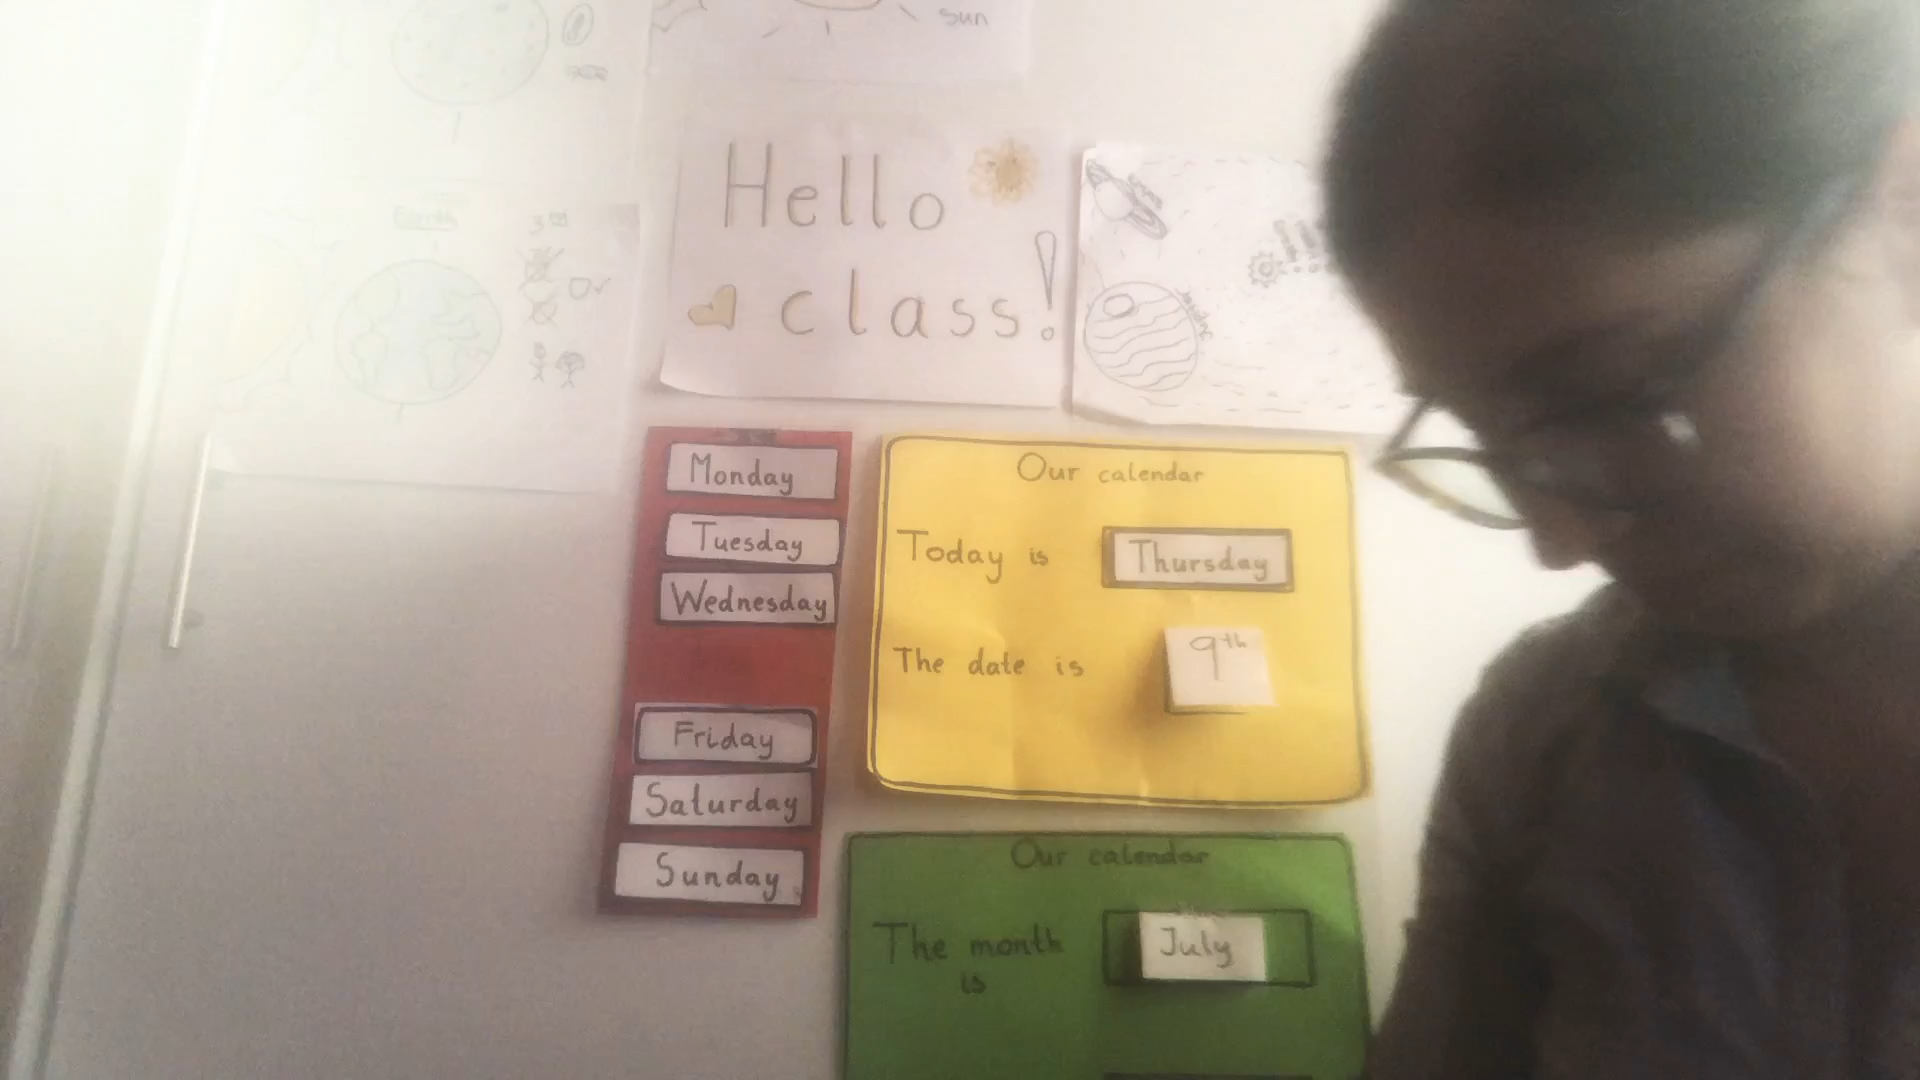 sun
Earth
Hello
class!
Jupiter
Monday
Tuesday
Wednesday
Friday
Saturday
Sunday
Our calendar
Today is Thursday
The date is 9th
Our calendar
The month July
is